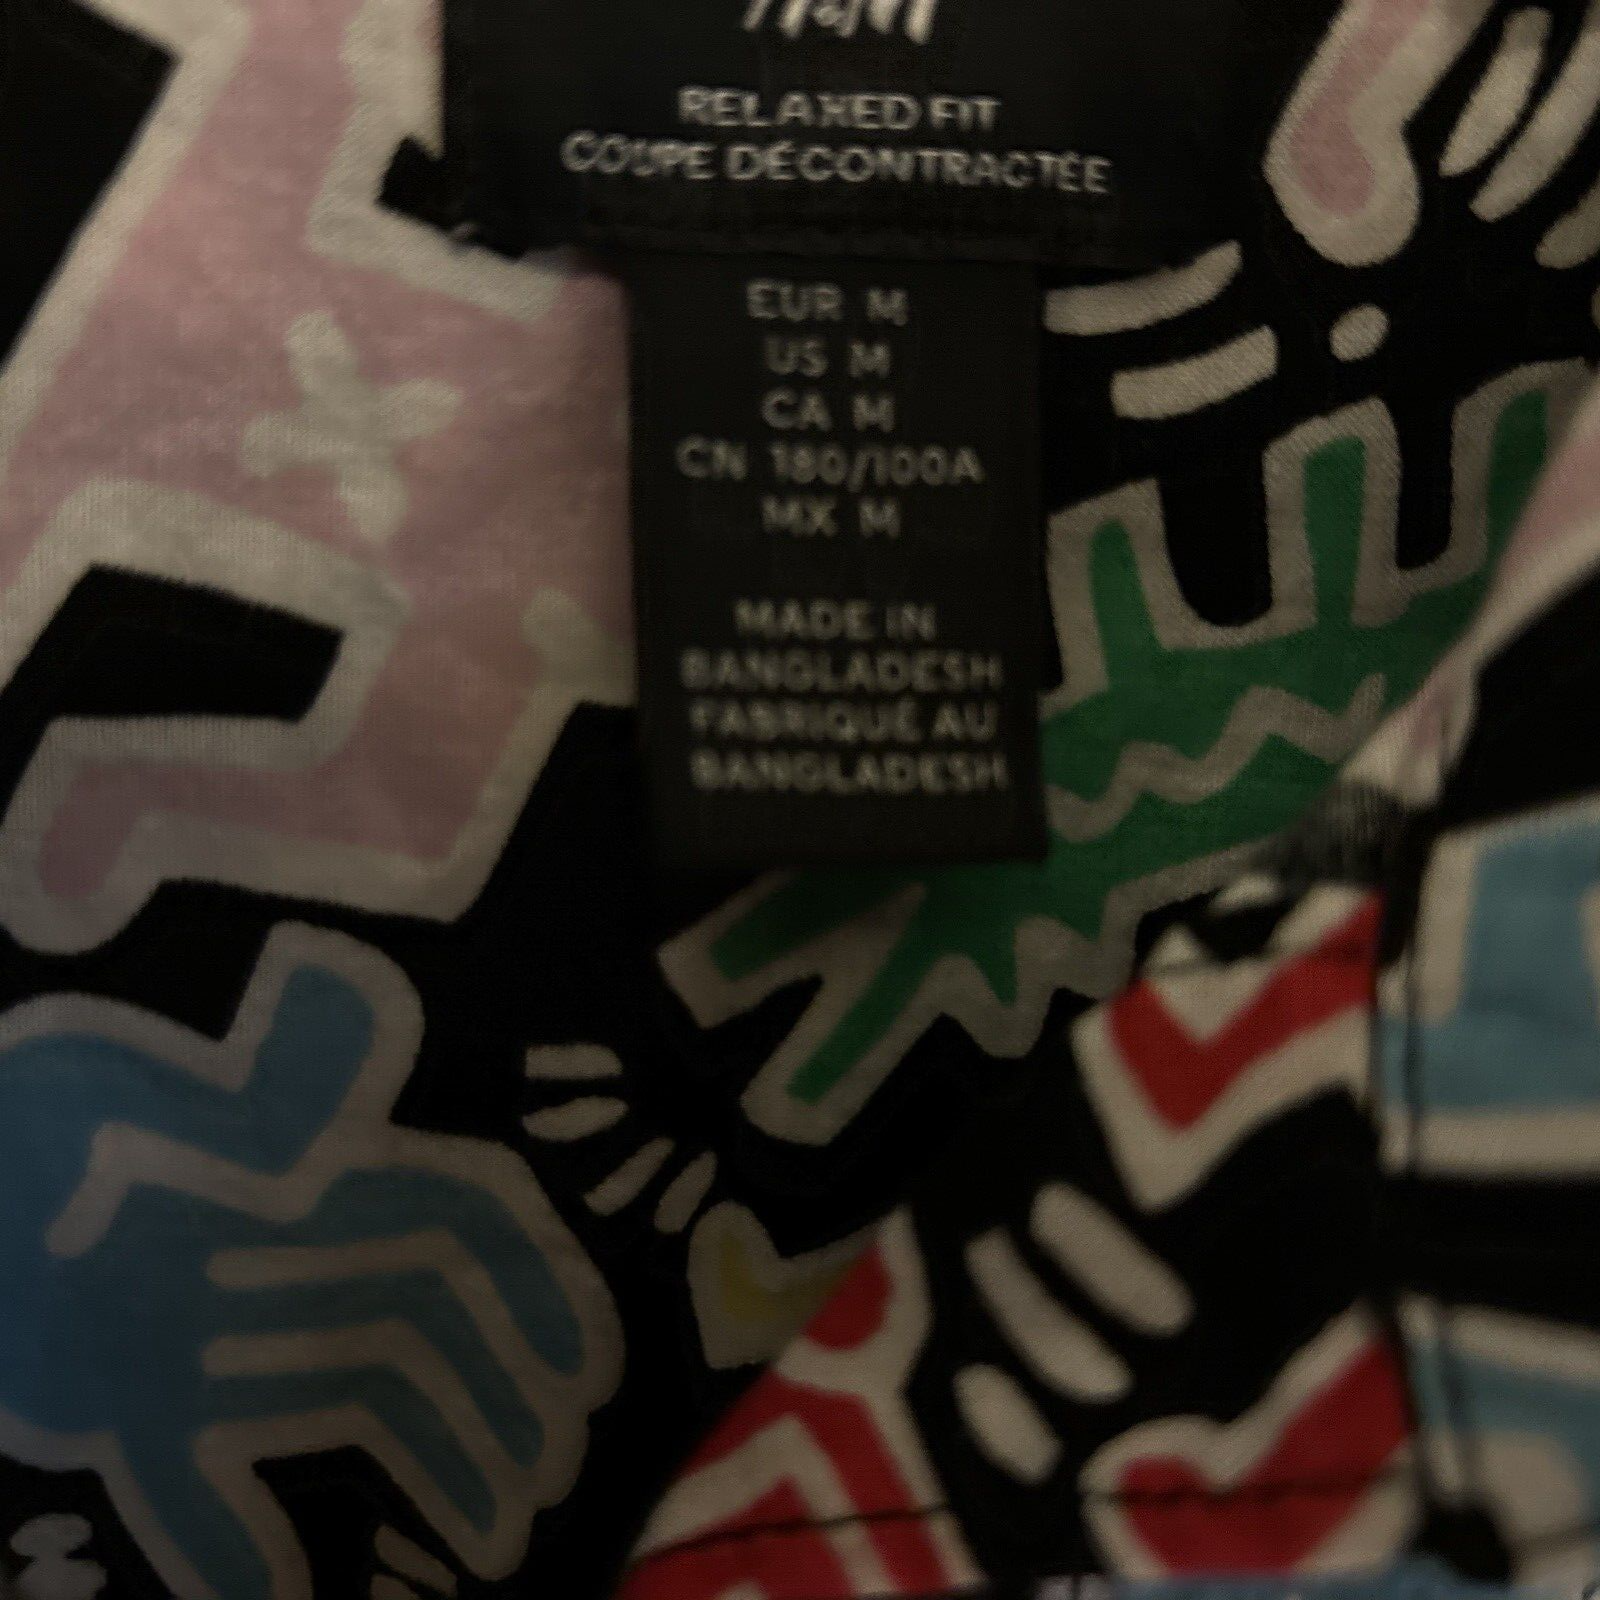 H&M
RELAXED FIT
COUPE DÉCONTRACTÉE
EUR M
US M
CA M
CN 180/100A
MX M
MADE IN
BANGLADESH
FABRIQUÉ AU
BANGLADESH